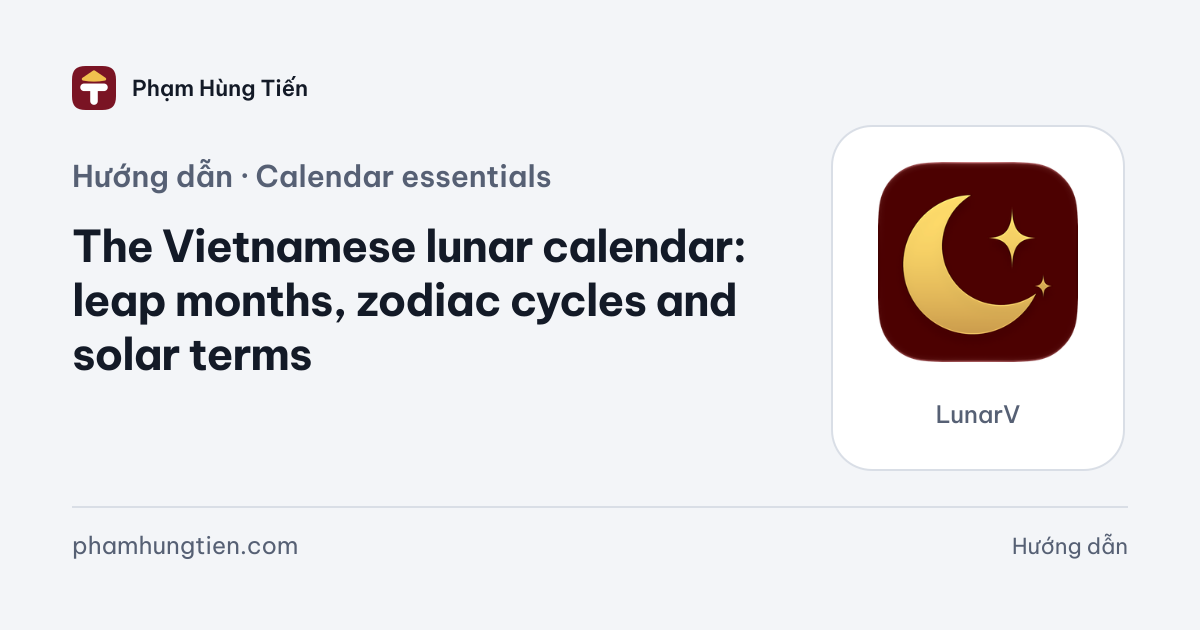 Phạm Hùng Tiến
Hướng dẫn · Calendar essentials
The Vietnamese lunar calendar:
leap months, zodiac cycles and
solar terms
LunarV
phamhungtien.com
Hướng dẫn